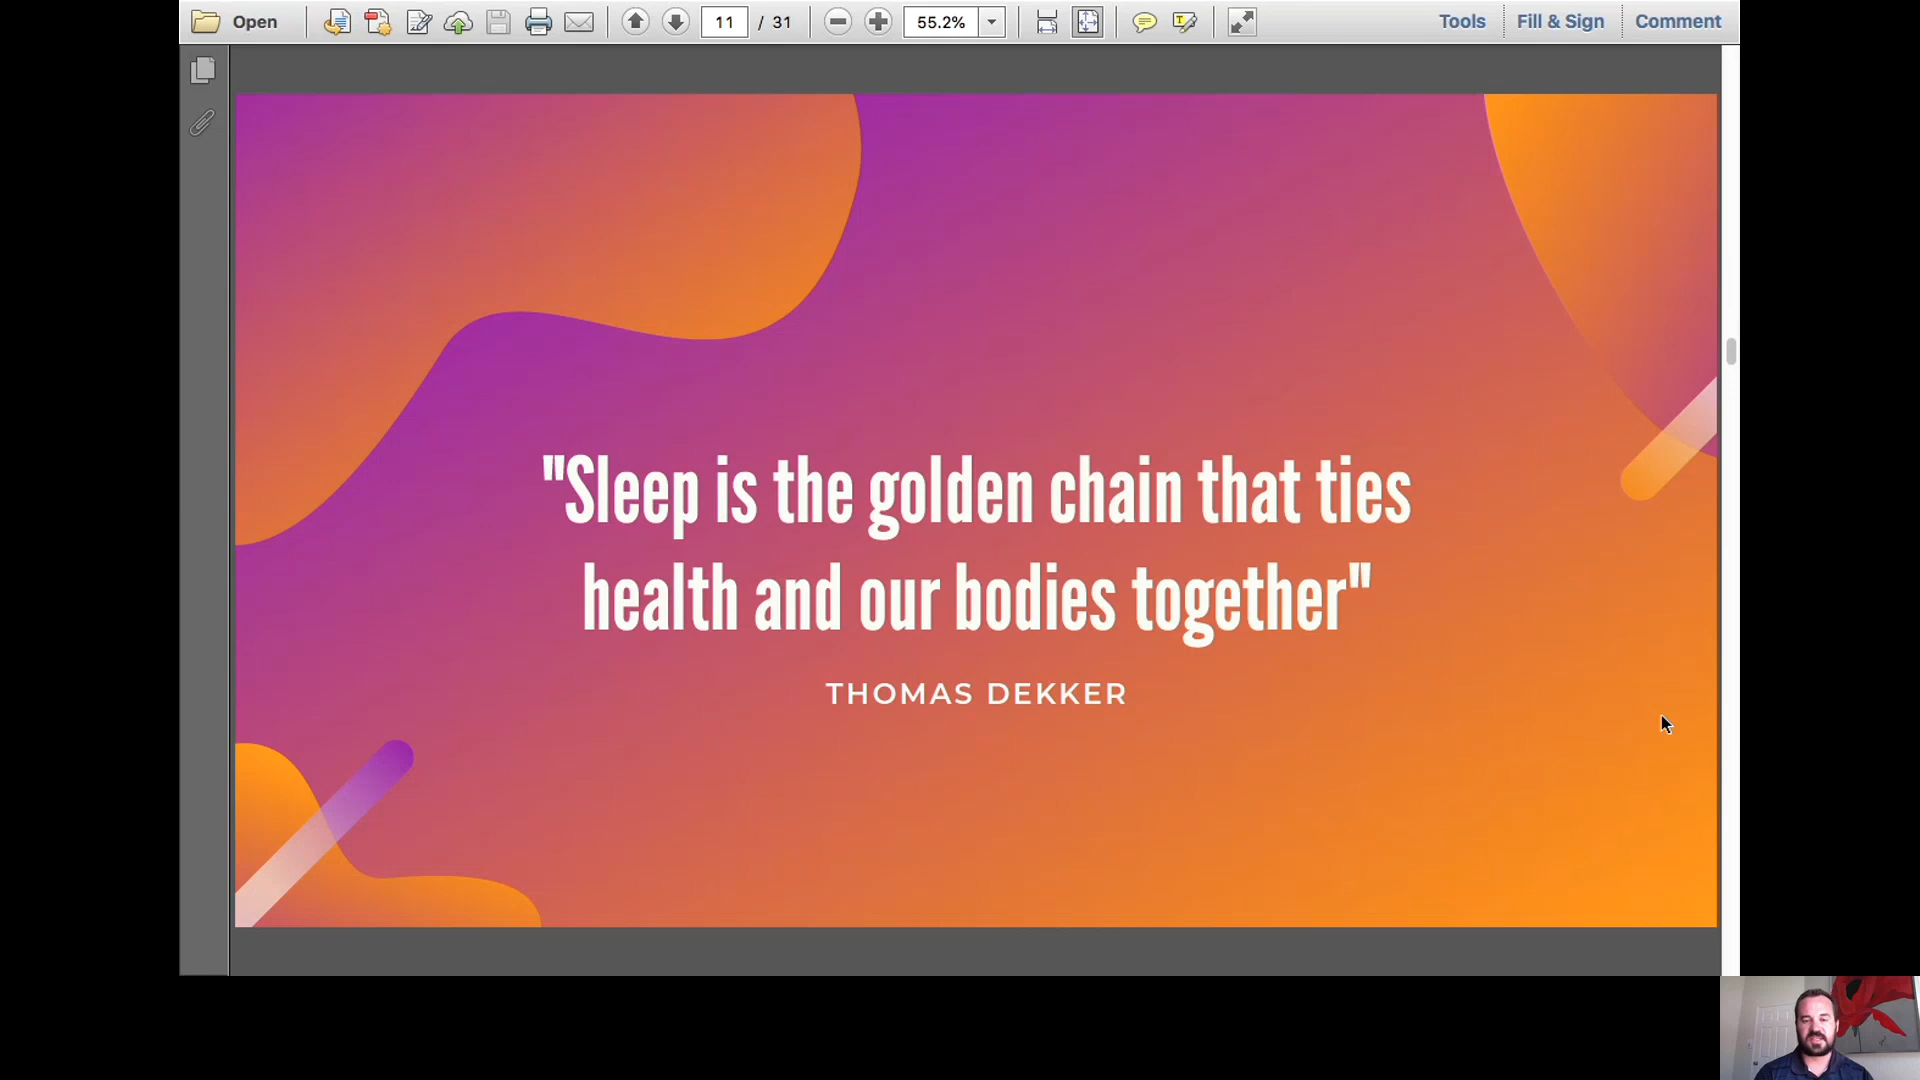 Open
11 / 31
55.2%
Tools
Fill & Sign
Comment
"Sleep is the golden chain that ties
health and our bodies together"
THOMAS DEKKER